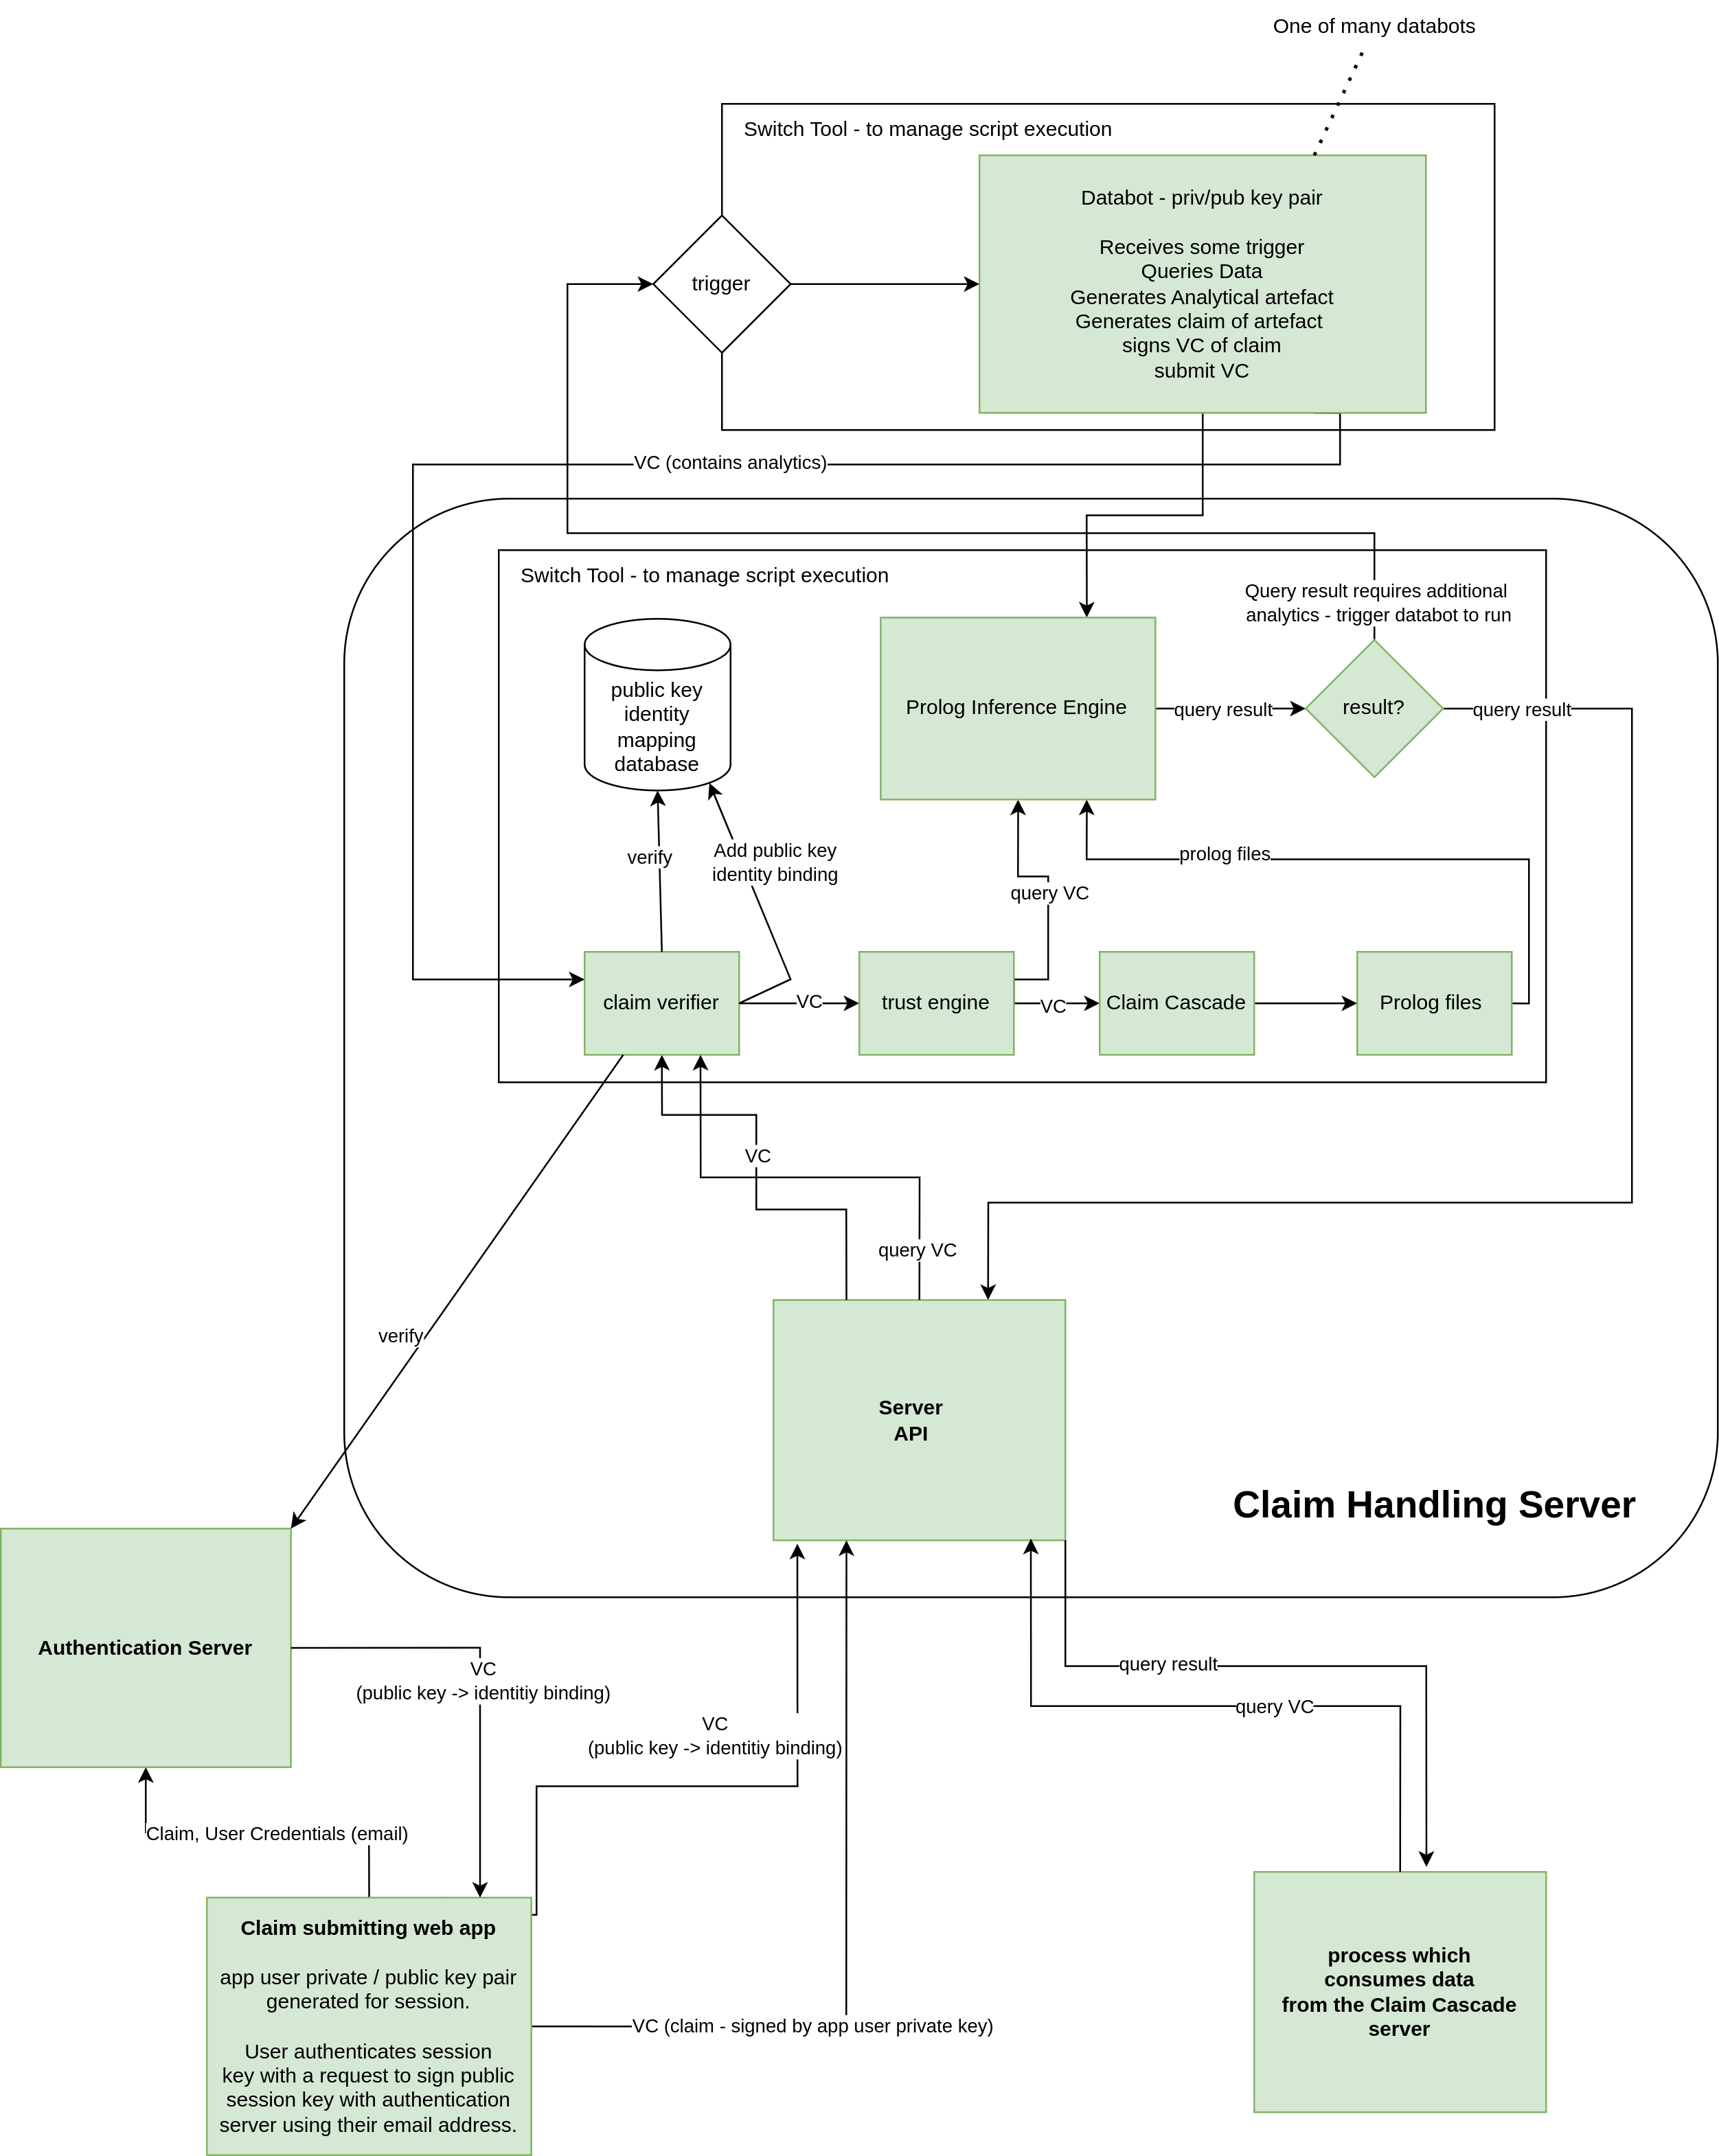 One of many databots
Switch Tool - to manage script execution
Databot - priv/pub key pair
Receives some trigger
Queries Data
Generates Analytical artefact
Generates claim of artefact
signs VC of claim
submit VC
trigger
VC (contains analytics)
Switch Tool - to manage script execution
Query result requires additional
analytics - trigger databot to run
public key
identity
mapping
database
Prolog Inference Engine
query result
result?
query result
verify
Add public key
identity binding
prolog files
query VC
claim verifier
VC
trust engine
VC
Claim Cascade
Prolog files
VC
query VC
verify
Server
API
Claim Handling Server
Authentication Server
VC
(public key -> identitiy binding)
query result
query VC
VC
(public key -> identitiy binding)
Claim, User Credentials (email)
Claim submitting web app
app user private / public key pair
generated for session.
User authenticates session
key with a request to sign public
session key with authentication
server using their email address.
VC (claim - signed by app user private key)
process which
consumes data
from the Claim Cascade
server